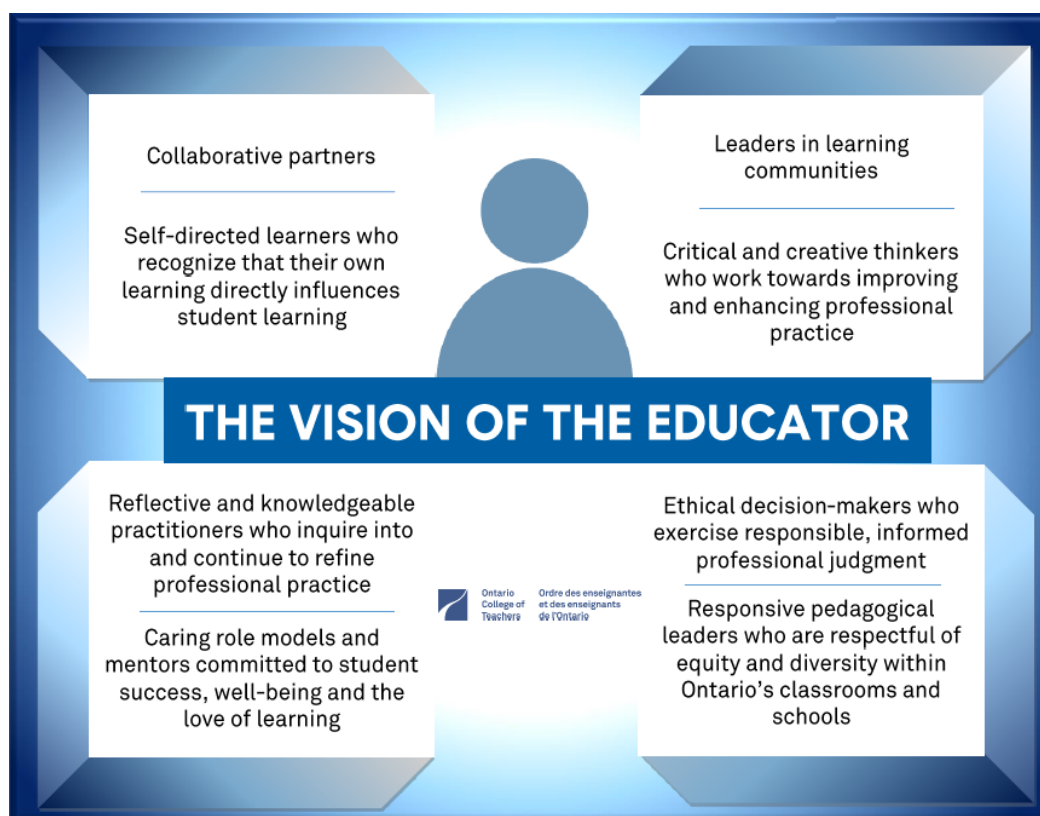 Collaborative partners
Self-directed learners who
recognize that their own
learning directly influences
student learning
Leaders in learning
communities
Critical and creative thinkers
who work towards improving
and enhancing professional
practice
THE VISION OF THE EDUCATOR
Reflective and knowledgeable
practitioners who inquire into
and continue to refine
professional practice
Caring role models and
mentors committed to student
success, well-being and the
love of learning
Ontario
College of
Teachers
Ordre des enseignantes
et des enseignants
de l'Ontario
Ethical decision-makers who
exercise responsible, informed
professional judgment
Responsive pedagogical
leaders who are respectful of
equity and diversity within
Ontario's classrooms and
schools